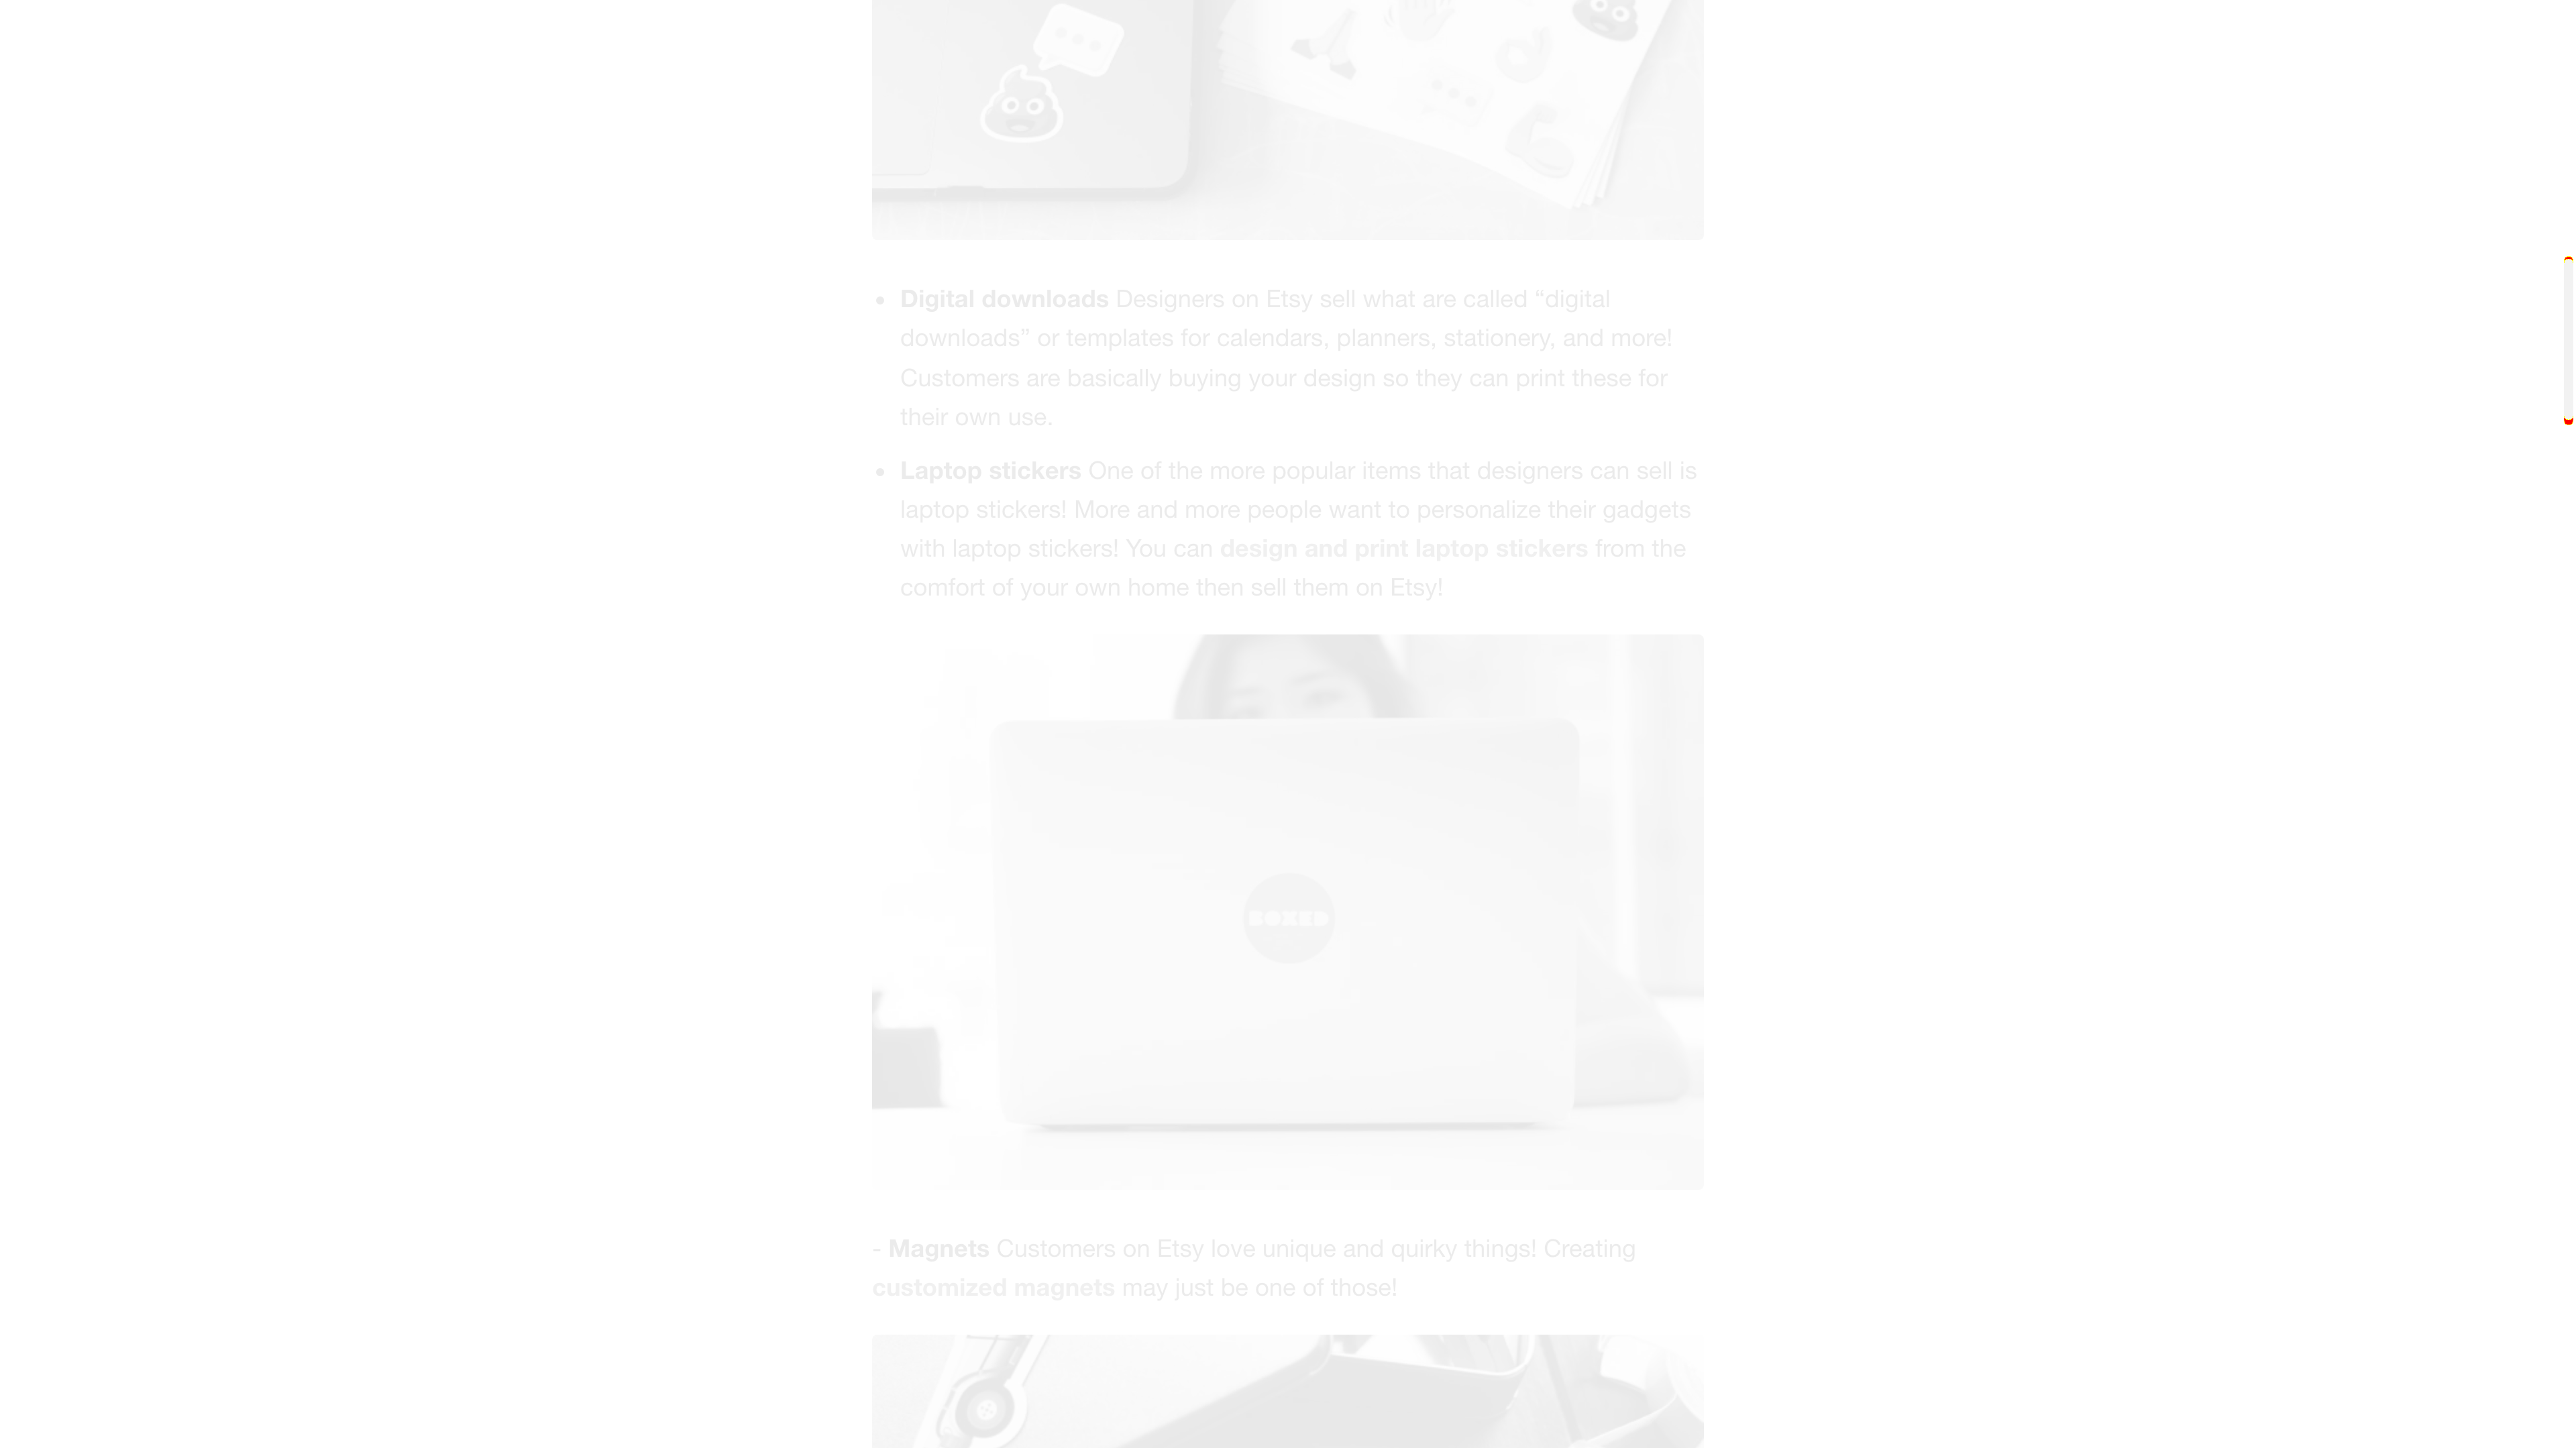 • Digital downloads Designers on Etsy sell what are called “digital
downloads” or templates for calendars, planners, stationery, and more!
Customers are basically buying your design so they can print these for
their own use.
• Laptop stickers One of the more popular items that designers can sell is
laptop stickers! More and more people want to personalize their gadgets
with laptop stickers! You can design and print laptop stickers from the
comfort of your own home then sell them on Etsy!
BOXED
- Magnets Customers on Etsy love unique and quirky things! Creating
customized magnets may just be one of those!